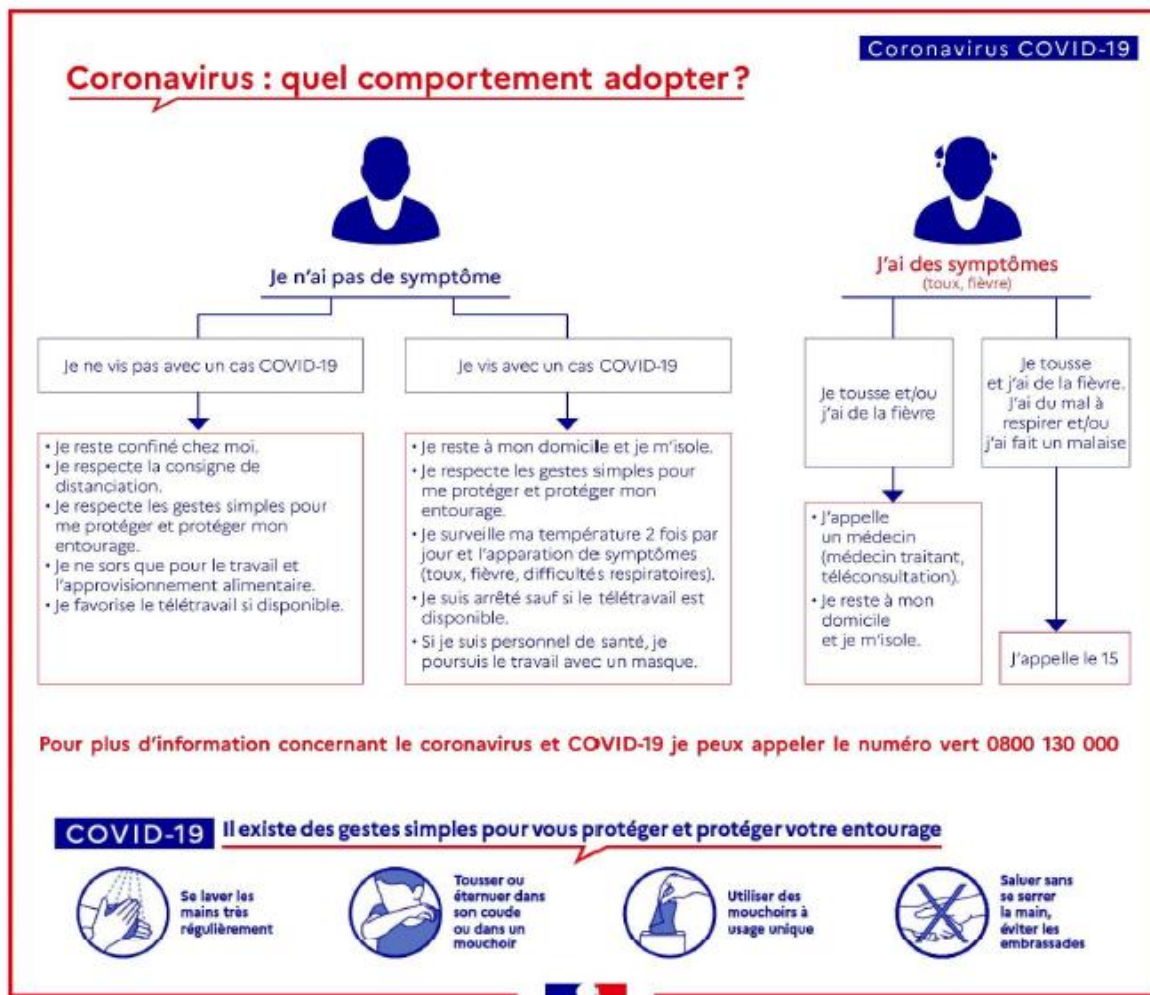 Coronavirus COVID-19
Coronavirus : quel comportement adopter ?
Je n'ai pas de symptôme
J'ai des symptômes
(toux, fièvre)
Je ne vis pas avec un cas COVID-19
Je vis avec un cas COVID-19
Je tousse et/ou
j'ai de la fièvre
Je tousse
et j'ai de la fièvre.
J'ai du mal à
respirer et/ou
j'ai fait un malaise
• Je reste confiné chez moi.
• Je respecte la consigne de
distanciation.
• Je respecte les gestes simples pour
me protéger et protéger mon
entourage.
• Je ne sors que pour le travail et
l'approvisionnement alimentaire.
• Je favorise le télétravail si disponible.
• Je reste à mon domicile et je m'isole.
• Je respecte les gestes simples pour
me protéger et protéger mon
entourage.
• Je surveille ma température 2 fois par
jour et l'apparation de symptômes
(toux, fièvre, difficultés respiratoires).
• Je suis arrêté sauf si le télétravail est
disponible.
• Si je suis personnel de santé, je
poursuis le travail avec un masque.
• J'appelle
un médecin
(médecin traitant,
téléconsultation).
• Je reste à mon
domicile
et je m'isole.
J'appelle le 15
Pour plus d'information concernant le coronavirus et COVID-19 je peux appeler le numéro vert 0800 130 000
COVID-19 Il existe des gestes simples pour vous protéger et protéger votre entourage
Se laver les
mains très
régulièrement
Tousser ou
éternuer dans
son coude
ou dans un
mouchoir
Utiliser des
mouchoirs à
usage unique
Saluer sans
se serrer
la main,
éviter les
embrassades